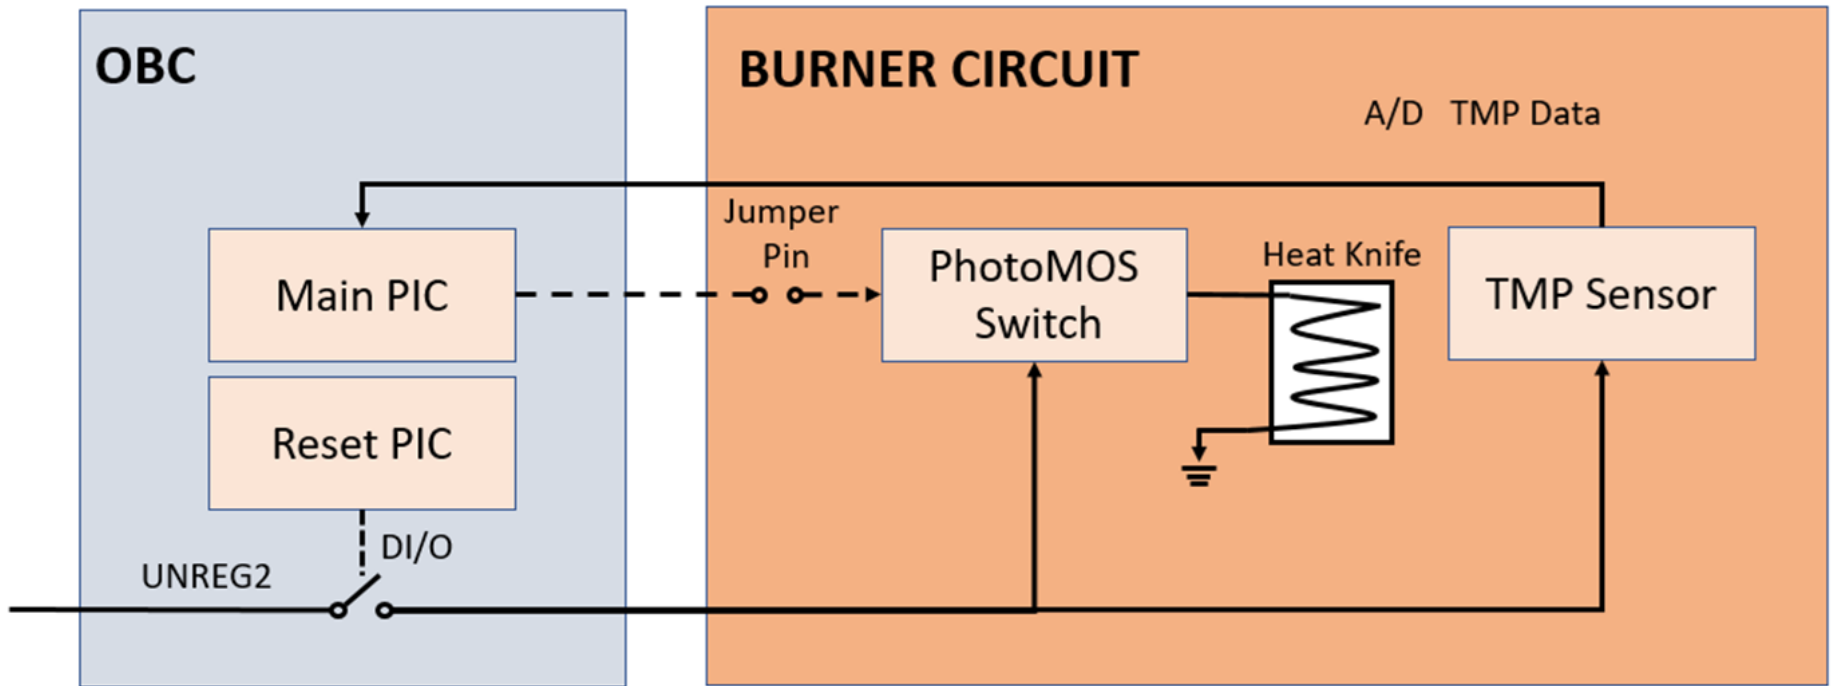 OBC
BURNER CIRCUIT
A/D TMP Data
Jumper
Pin
Main PIC
PhotoMOS
Switch
Heat Knife
TMP Sensor
Reset PIC
DI/O
UNREG2